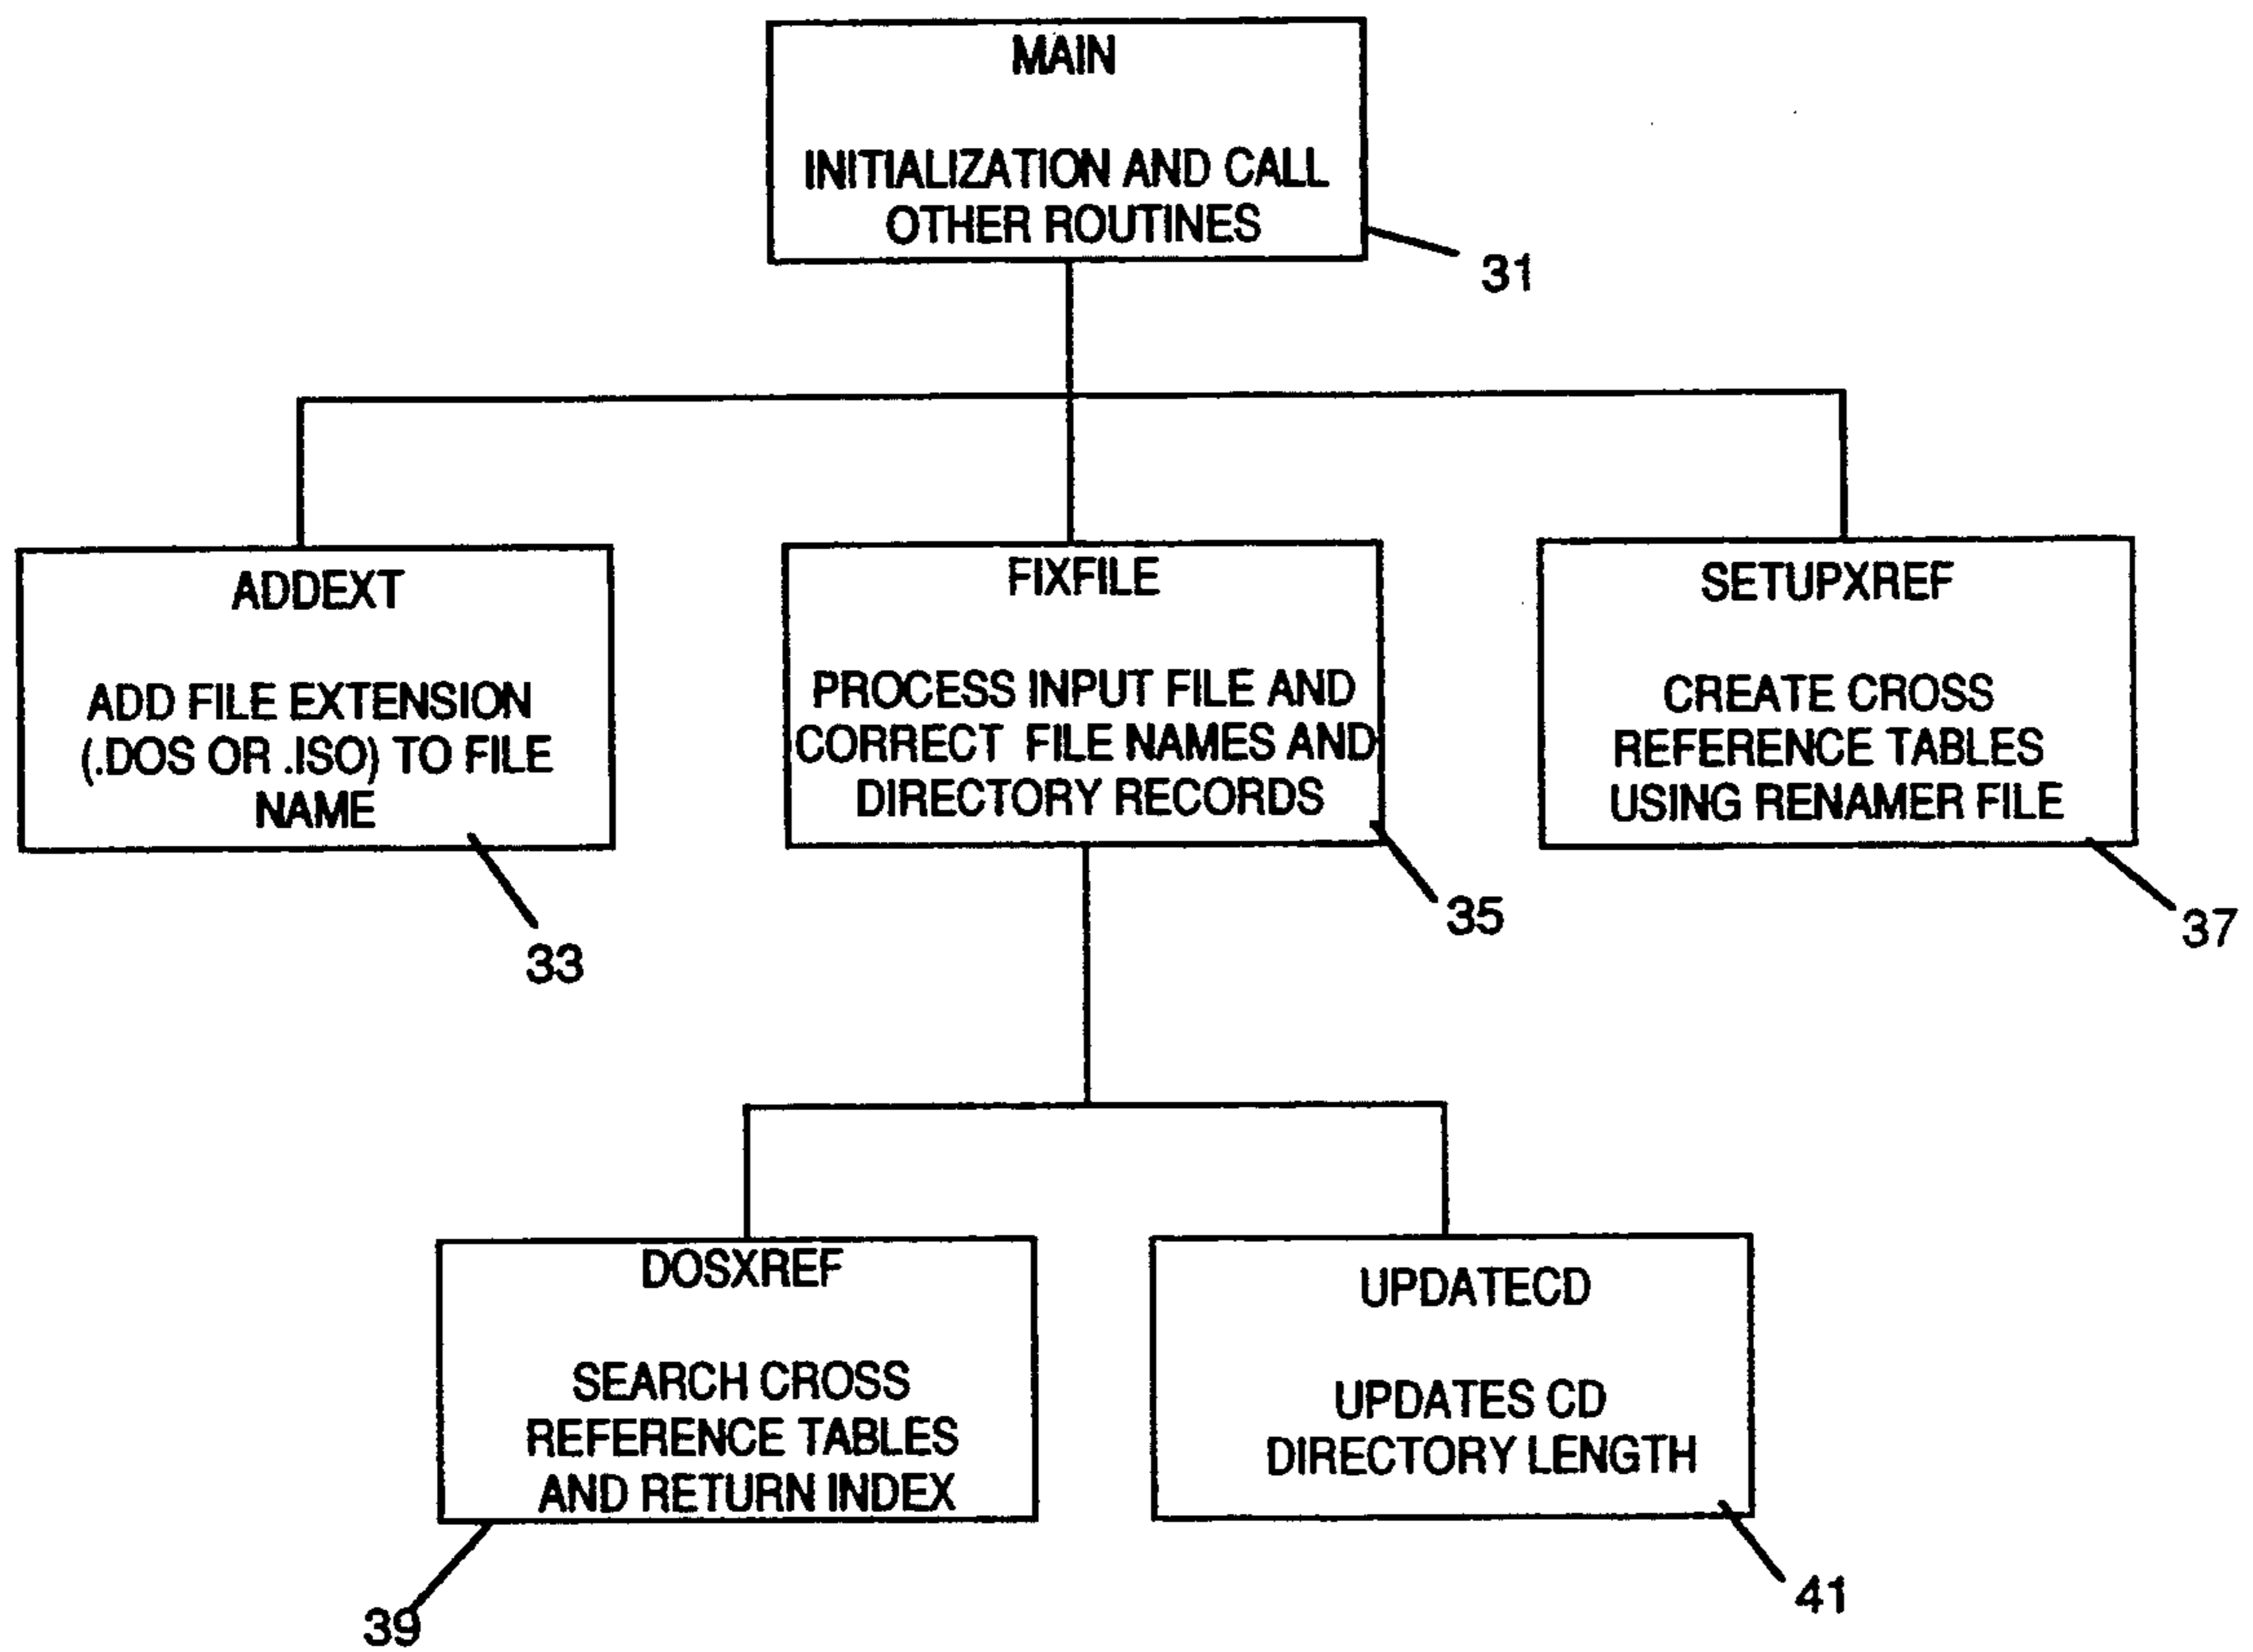 MAIN
INITIALIZATION AND CALL
OTHER ROUTINES
31
ADDEXT
ADD FILE EXTENSION
(.DOS OR .ISO) TO FILE
NAME
33
FIXFILE
PROCESS INPUT FILE AND
CORRECT FILE NAMES AND
DIRECTORY RECORDS
35
SETUPXREF
CREATE CROSS
REFERENCE TABLES
USING RENAMER FILE
37
DOSXREF
SEARCH CROSS
REFERENCE TABLES
AND RETURN INDEX
39
UPDATECD
UPDATES CD
DIRECTORY LENGTH
41